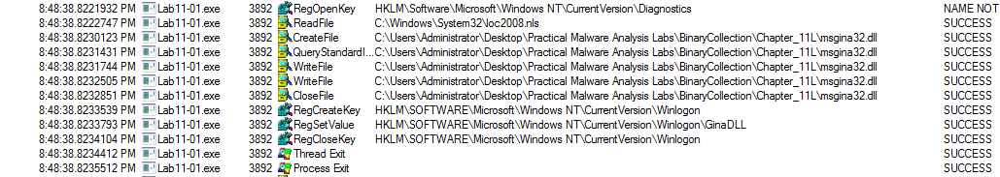 8:48:38.8221932 PM Lab11-01.exe 3892 RegOpenKey HKLM\Software\Microsoft\Windows NT\CurrentVersion\Diagnostics NAME NOT
8:48:38.8222747 PM Lab11-01.exe 3892 ReadFile C:\Windows\System32\loc2008.nls SUCCESS
8:48:38.8230123 PM Lab11-01.exe 3892 CreateFile C:\Users\Administrator\Desktop\Practical Malware Analysis Labs\BinaryCollection\Chapter_11L\msgina32.dll SUCCESS
8:48:38.8231431 PM Lab11-01.exe 3892 QueryStandardI... C:\Users\Administrator\Desktop\Practical Malware Analysis Labs\BinaryCollection\Chapter_11L\msgina32.dll SUCCESS
8:48:38.8231744 PM Lab11-01.exe 3892 WriteFile C:\Users\Administrator\Desktop\Practical Malware Analysis Labs\BinaryCollection\Chapter_11L\msgina32.dll SUCCESS
8:48:38.8232505 PM Lab11-01.exe 3892 WriteFile C:\Users\Administrator\Desktop\Practical Malware Analysis Labs\BinaryCollection\Chapter_11L\msgina32.dll SUCCESS
8:48:38.8232851 PM Lab11-01.exe 3892 CloseFile C:\Users\Administrator\Desktop\Practical Malware Analysis Labs\BinaryCollection\Chapter_11L\msgina32.dll SUCCESS
8:48:38.8233539 PM Lab11-01.exe 3892 RegCreateKey HKLM\SOFTWARE\Microsoft\Windows NT\CurrentVersion\Winlogon SUCCESS
8:48:38.8233793 PM Lab11-01.exe 3892 RegSetValue HKLM\SOFTWARE\Microsoft\Windows NT\CurrentVersion\Winlogon\GinaDLL SUCCESS
8:48:38.8234104 PM Lab11-01.exe 3892 RegCloseKey HKLM\SOFTWARE\Microsoft\Windows NT\CurrentVersion\Winlogon SUCCESS
8:48:38.8234412 PM Lab11-01.exe 3892 Thread Exit SUCCESS
8:48:38.8235512 PM Lab11-01.exe 3892 Process Exit SUCCESS